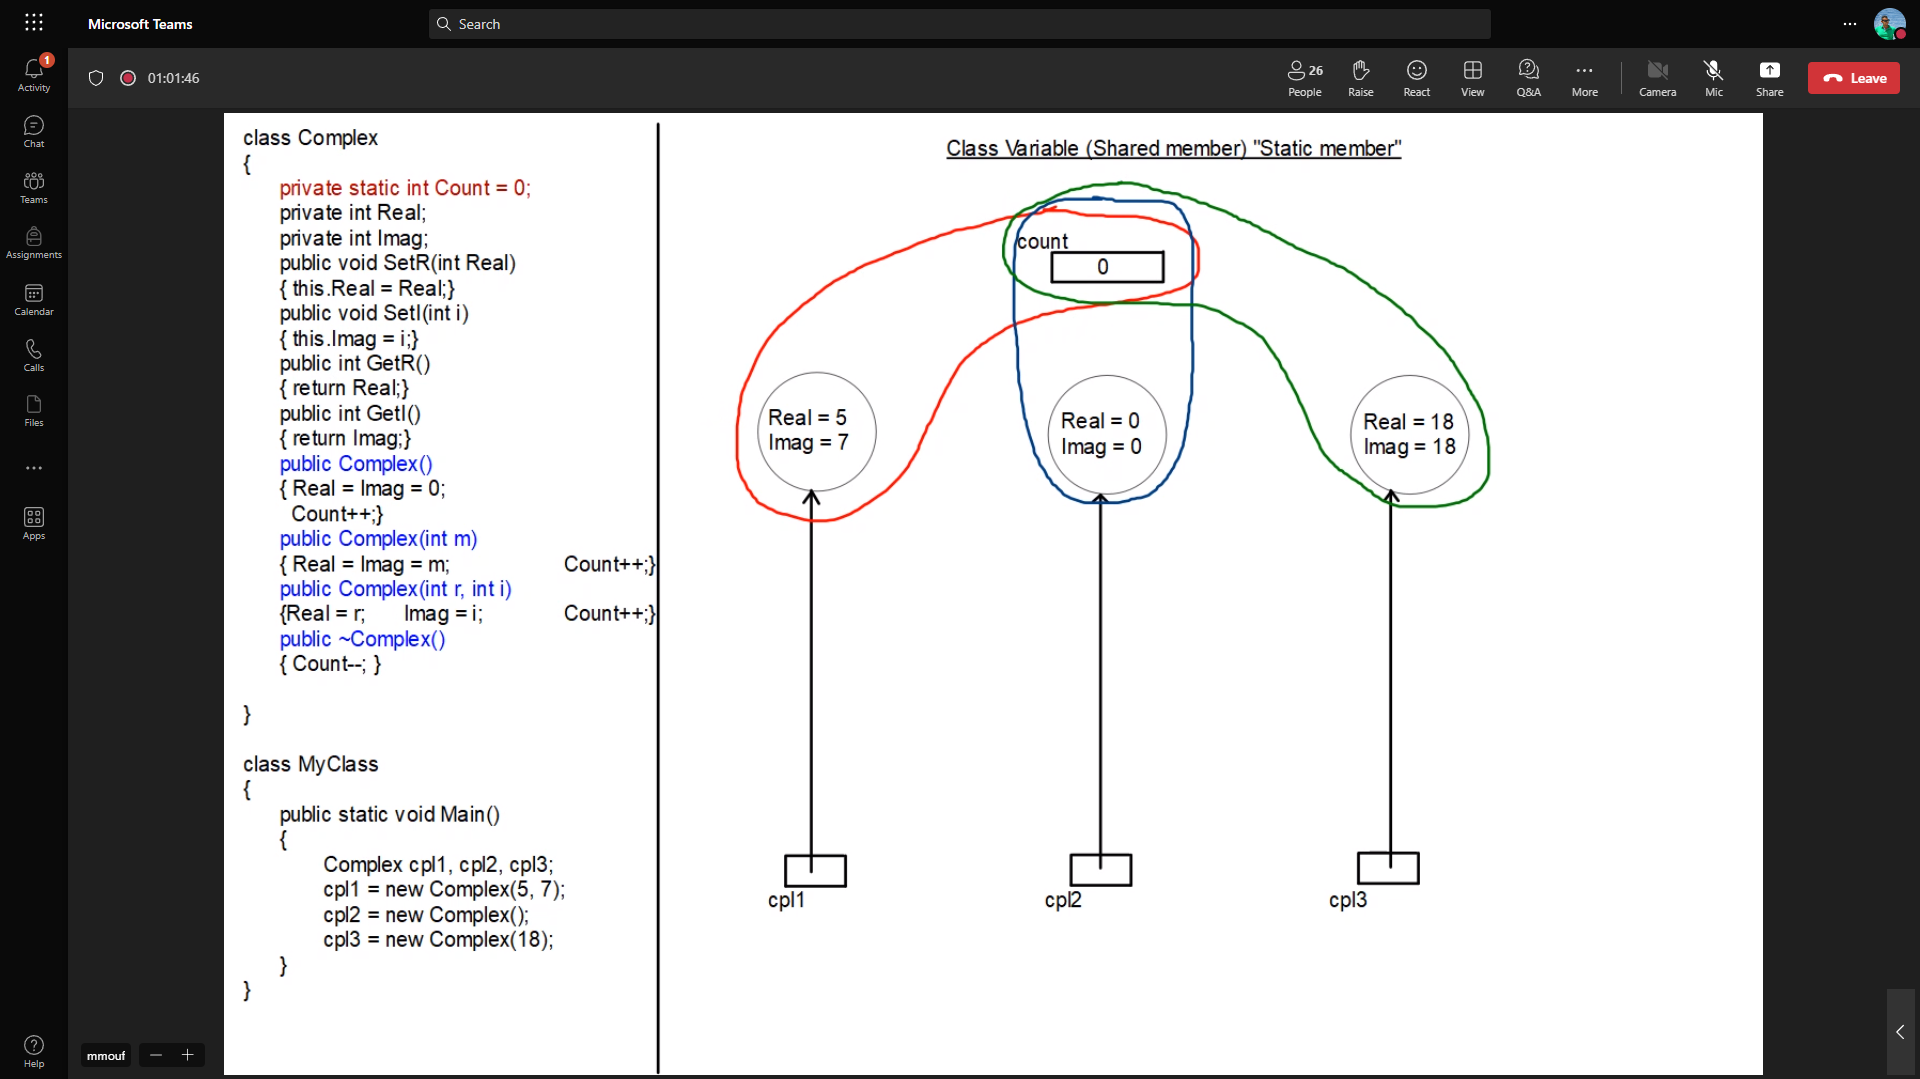 Microsoft Teams
Search
1
Activity
Chat
Teams
Assignments
Calendar
Calls
Files
Apps
Help
01:01:46
26
People
Raise
React
View
Q&A
More
Camera
Mic
Share
Leave
class Complex
{
private static int Count = 0;
private int Real;
private int Imag;
public void SetR(int Real)
{ this.Real = Real;}
public void SetI(int i)
{ this.Imag = i;}
public int GetR()
{ return Real;}
public int GetI()
{ return Imag;}
public Complex()
{ Real = Imag = 0;
Count++;}
public Complex(int m)
{ Real = Imag = m; Count++;}
public Complex(int r, int i)
{Real = r; Imag = i; Count++;}
public ~Complex()
{ Count--; }
}
class MyClass
{
public static void Main()
{
Complex cpl1, cpl2, cpl3;
cpl1 = new Complex(5, 7);
cpl2 = new Complex();
cpl3 = new Complex(18);
}
}
Class Variable (Shared member) "Static member"
count
0
Real = 5
Imag = 7
Real = 0
Imag = 0
Real = 18
Imag = 18
cpl1
cpl2
cpl3
mmouf